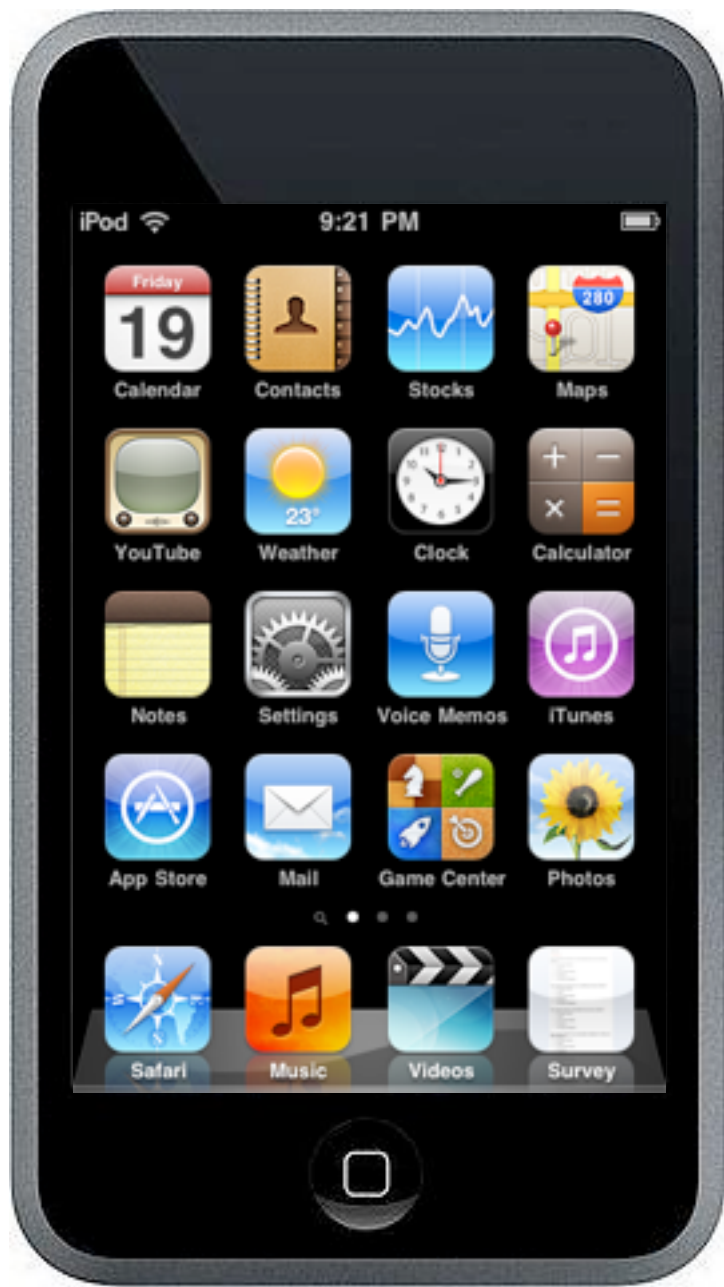 iPod 9:21 PM
Friday
19
280
Calendar Contacts Stocks Maps
23°
YouTube Weather Clock Calculator
Notes Settings Voice Memos iTunes
App Store Mail Game Center Photos
Safari Music Videos Survey